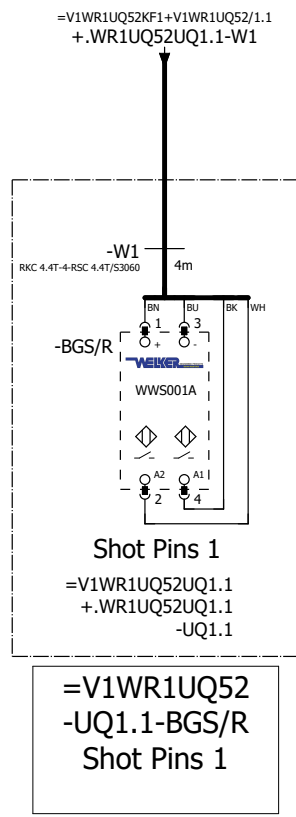 =V1WR1UQ52KF1+V1WR1UQ52/1.1
+.WR1UQ52UQ1.1-W1
-W1
RKC 4.4T-4-RSC 4.4T/S3060
4m
BN BU BK WH
1 3
-BGS/R
+ -
WELKER
WWS001A
A2 A1
2 4
Shot Pins 1
=V1WR1UQ52UQ1.1
+.WR1UQ52UQ1.1
-UQ1.1
=V1WR1UQ52
-UQ1.1-BGS/R
Shot Pins 1